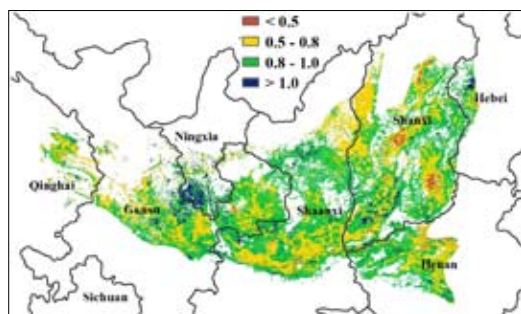 < 0.5
0.5 - 0.8
0.8 - 1.0
> 1.0
Hebei
Shanxi
Ningxia
Qinghai
Gansu
Shaanxi
Henan
Sichuan